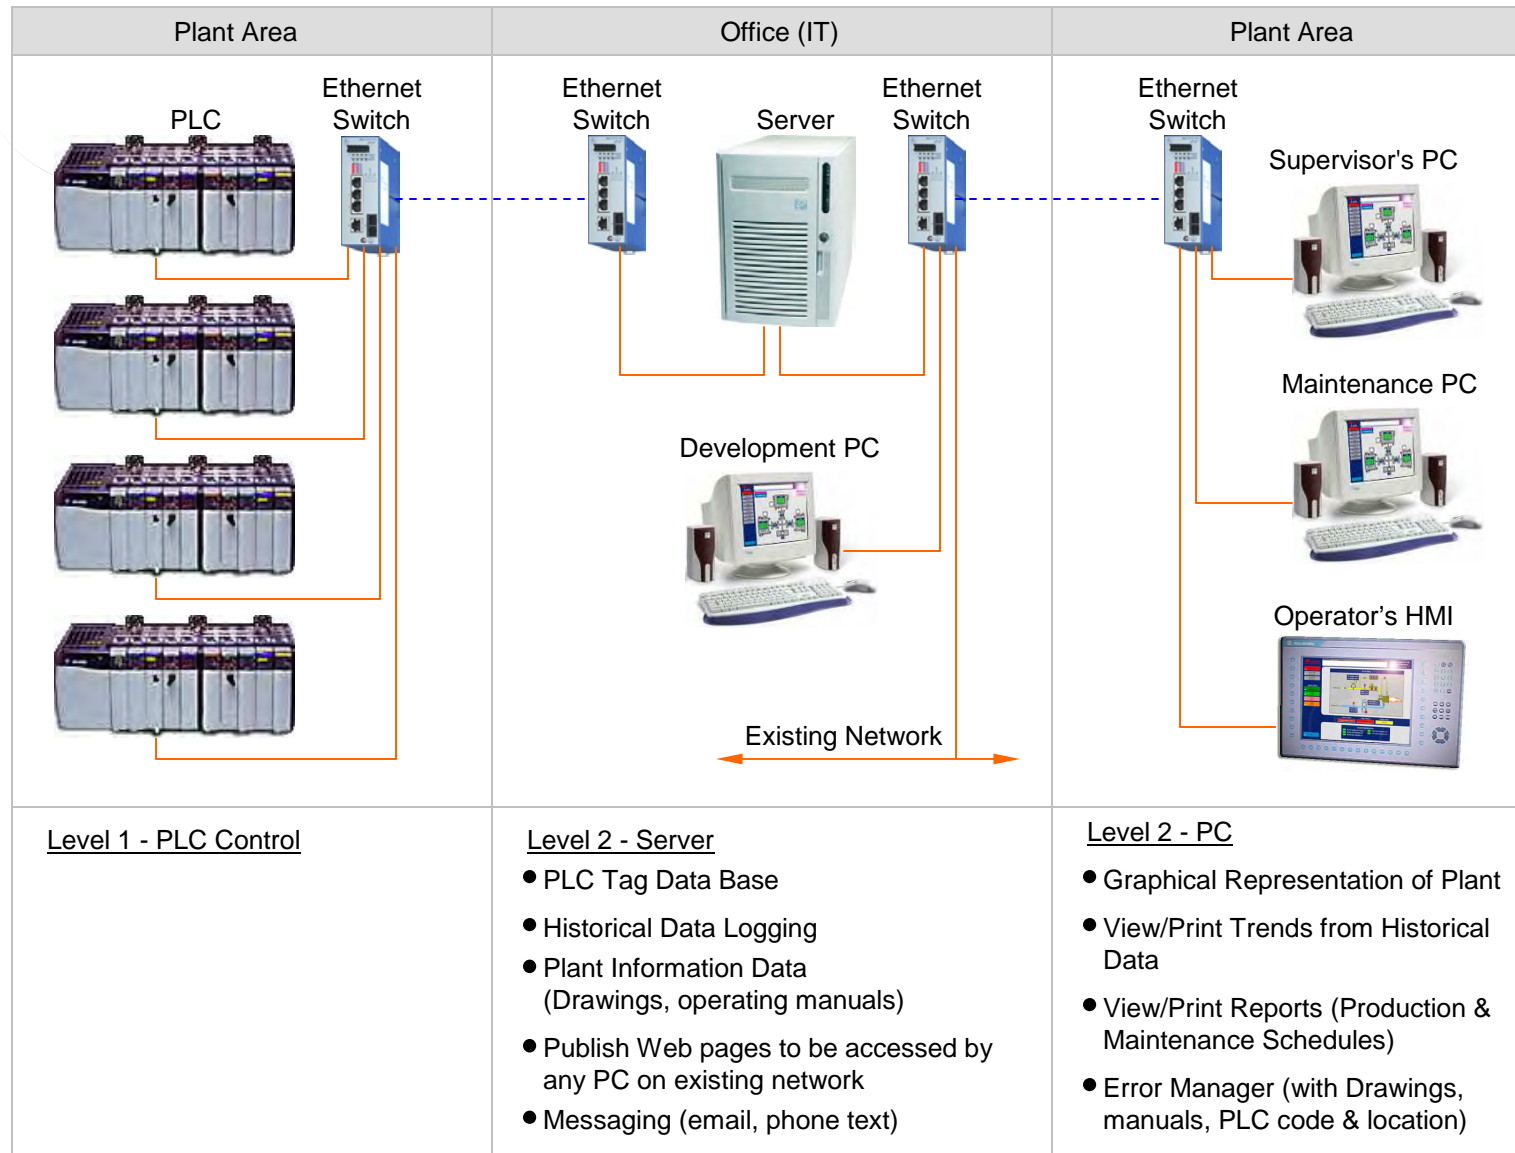 Plant Area
Office (IT)
Plant Area
PLC
Ethernet
Switch
Ethernet
Switch
Server
Ethernet
Switch
Ethernet
Switch
Supervisor's PC
Maintenance PC
Development PC
Operator’s HMI
Existing Network
Level 1 - PLC Control
Level 2 - Server
PLC Tag Data Base
Historical Data Logging
Plant Information Data
(Drawings, operating manuals)
Publish Web pages to be accessed by
any PC on existing network
Messaging (email, phone text)
Level 2 - PC
Graphical Representation of Plant
View/Print Trends from Historical
Data
View/Print Reports (Production &
Maintenance Schedules)
Error Manager (with Drawings,
manuals, PLC code & location)